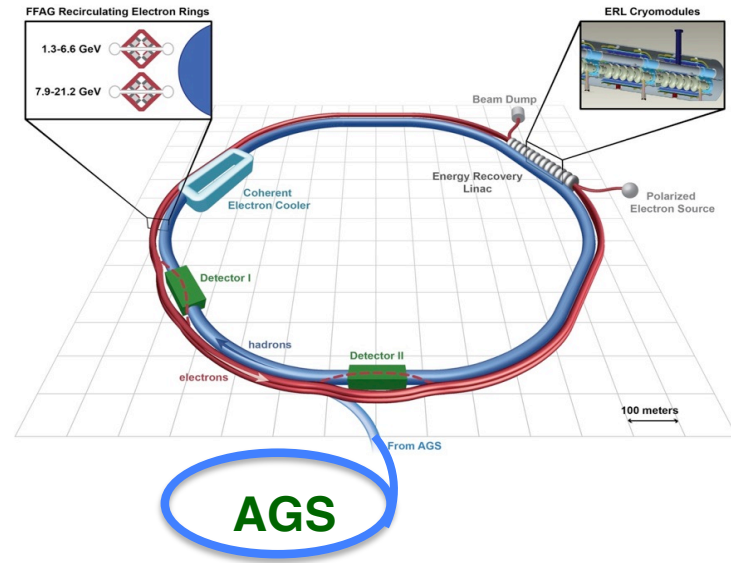 FFAG Recirculating Electron Rings
1.3-6.6 GeV
7.9-21.2 GeV
ERL Cryomodules
Beam Dump
Energy Recovery
Linac
Polarized
Electron Source
Coherent
Electron Cooler
Detector I
hadrons
Detector II
electrons
100 meters
From AGS
AGS